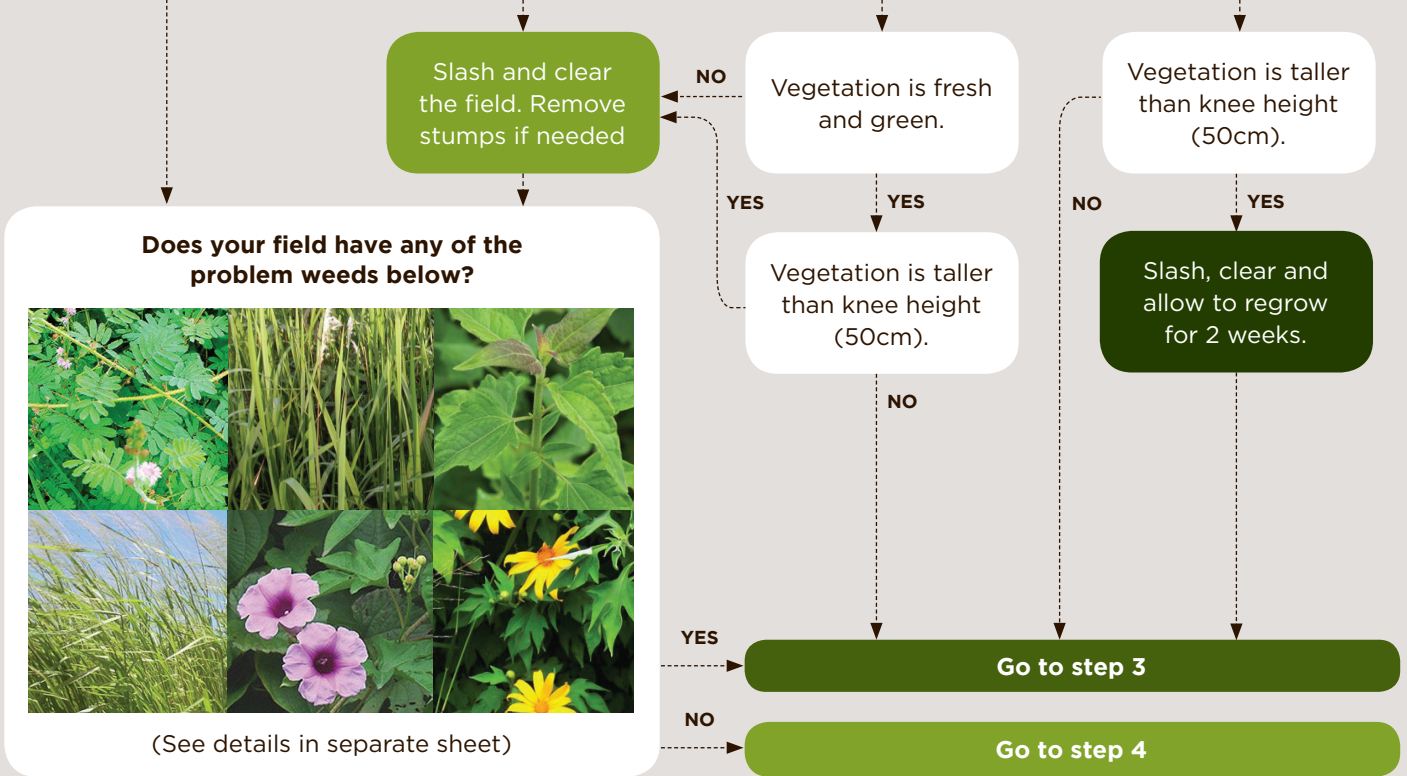 Slash and clear
the field. Remove
stumps if needed
NO
Vegetation is fresh
and green.
Vegetation is taller
than knee height
(50cm).
YES
YES
NO
YES
Does your field have any of the
problem weeds below?
Vegetation is taller
than knee height
(50cm).
Slash, clear and
allow to regrow
for 2 weeks.
NO
YES
Go to step 3
NO
Go to step 4
(See details in separate sheet)